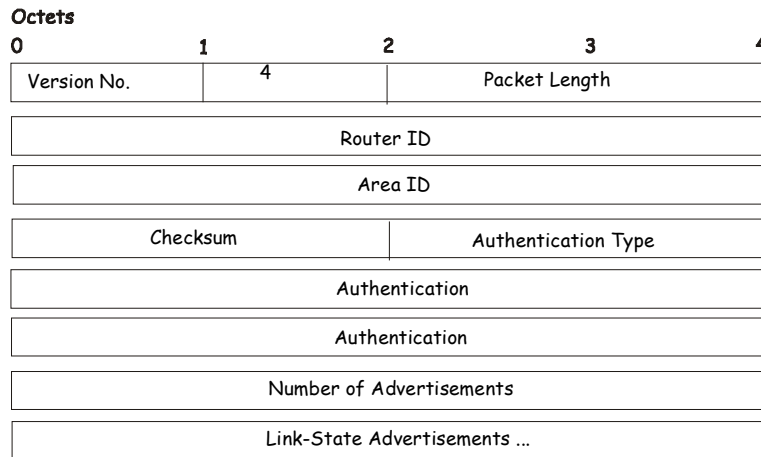 Octets
0 1 2 3 4
Version No. 4 Packet Length
Router ID
Area ID
Checksum Authentication Type
Authentication
Authentication
Number of Advertisements
Link-State Advertisements ...